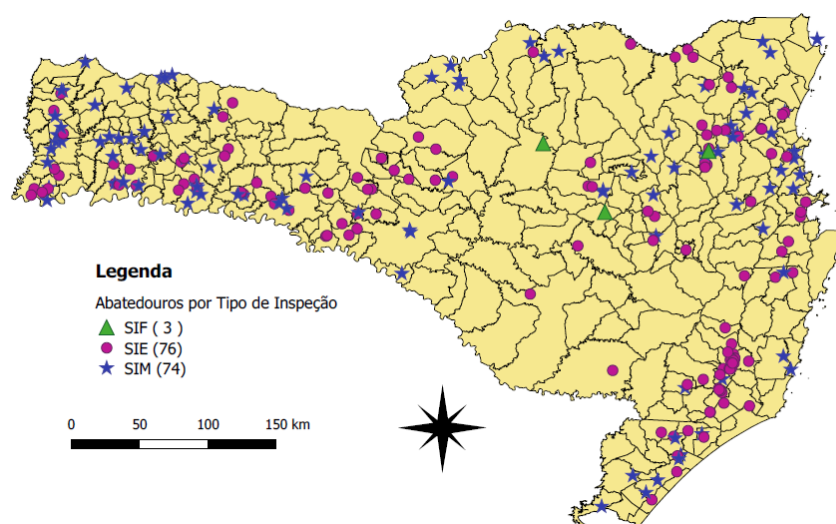 Legenda
Abatedouros por Tipo de Inspeção
SIF ( 3 )
SIE (76)
SIM (74)
0 50 100 150 km